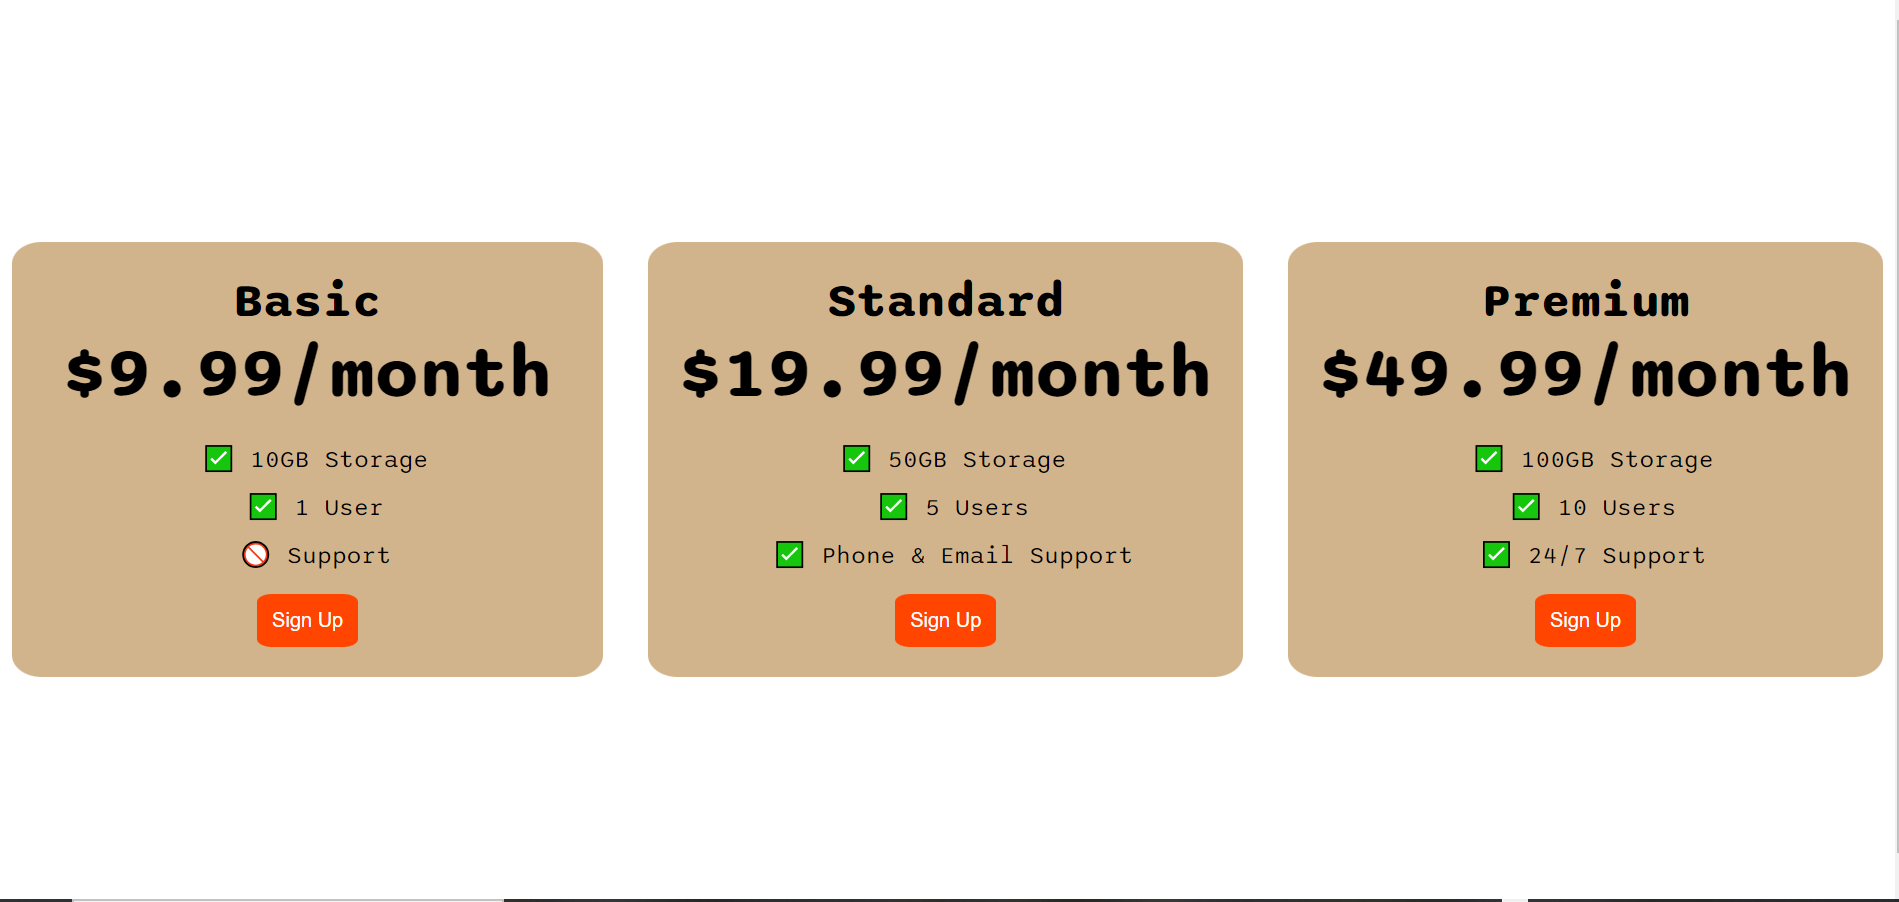 Basic
$9.99/month
✅ 10GB Storage
✅ 1 User
🚫 Support
Sign Up
Standard
$19.99/month
✅ 50GB Storage
✅ 5 Users
✅ Phone & Email Support
Sign Up
Premium
$49.99/month
✅ 100GB Storage
✅ 10 Users
✅ 24/7 Support
Sign Up